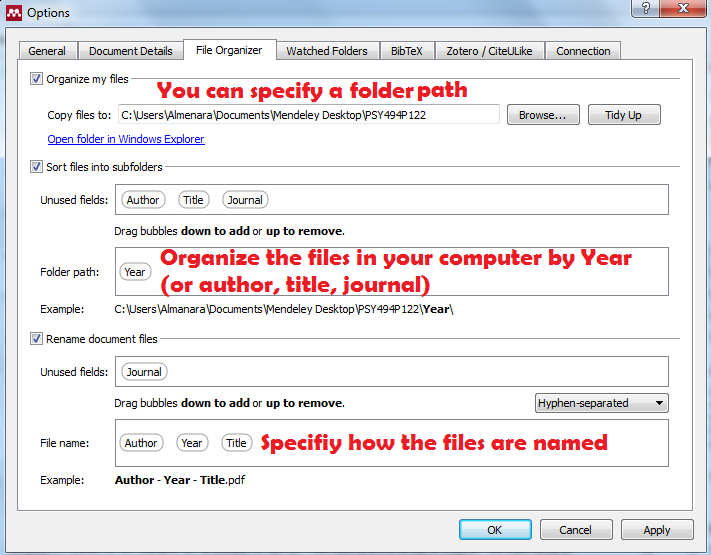 Options
?
General
Document Details
File Organizer
Watched Folders
BibTeX
Zotero / CiteULike
Connection
Organize my files
You can specify a folder path
Copy files to:
C:\Users\Almenara\Documents\Mendeley Desktop\PSY494P122
Browse...
Tidy Up
Open folder in Windows Explorer
Sort files into subfolders
Unused fields:
Author
Title
Journal
Drag bubbles down to add or up to remove.
Organize the files in your computer by Year
(or author, title, journal)
Folder path:
Year
Example:
C:\Users\Almanara\Documents\Mendeley Desktop\PSY494P122\Year\
Rename document files
Unused fields:
Journal
Drag bubbles down to add or up to remove.
Hyphen-separated
File name:
Author
Year
Title
Specifiy how the files are named
Example:
Author - Year - Title.pdf
OK
Cancel
Apply